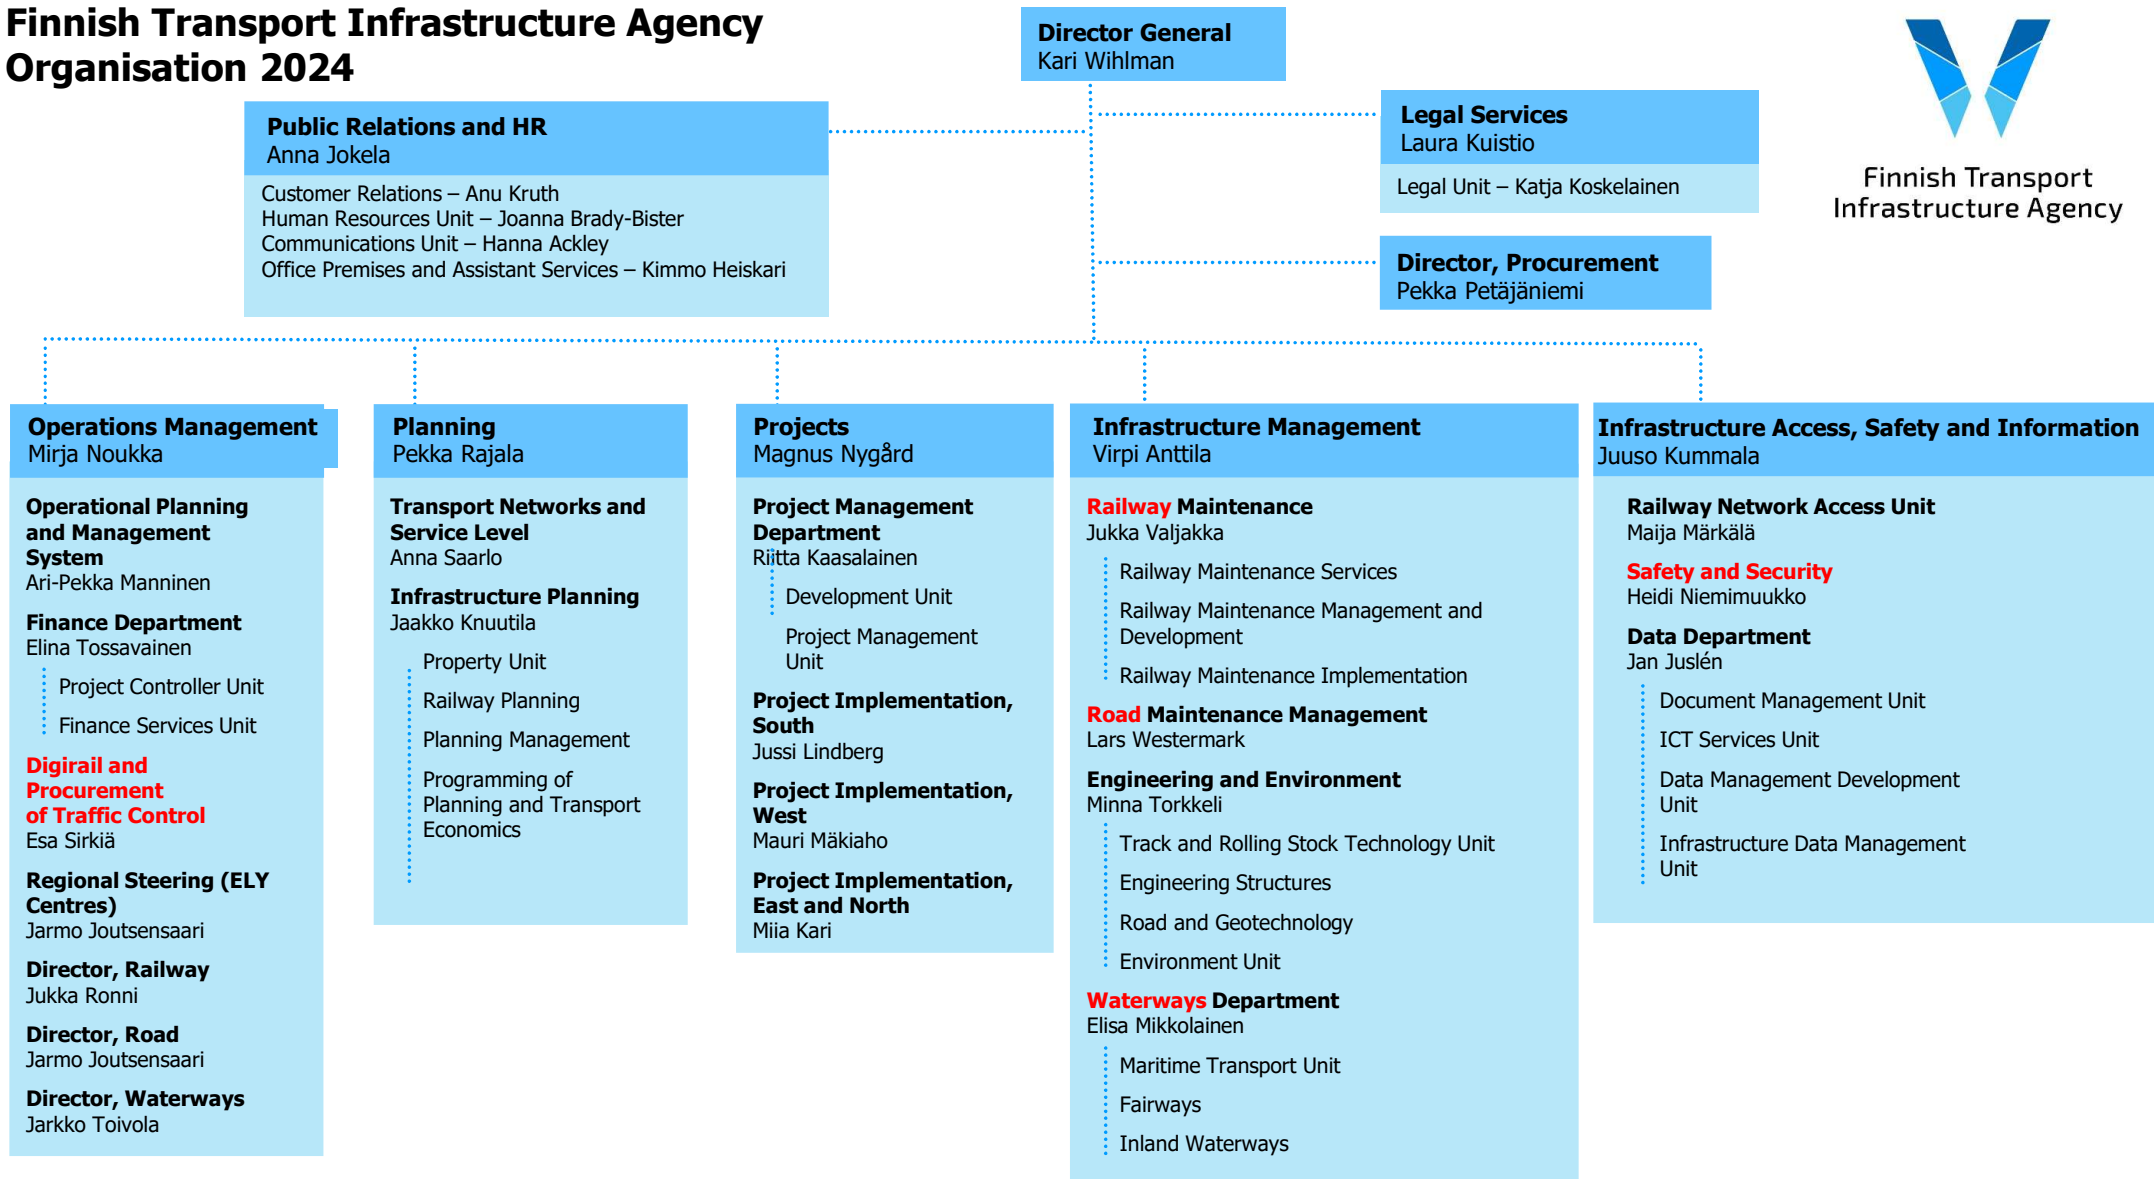 Finnish Transport Infrastructure Agency
Organisation 2024
Director General
Kari Wihlman
Finnish Transport
Infrastructure Agency
Public Relations and HR
Anna Jokela
Customer Relations – Anu Kruth
Human Resources Unit – Joanna Brady-Bister
Communications Unit – Hanna Ackley
Office Premises and Assistant Services – Kimmo Heiskari
Legal Services
Laura Kuistio
Legal Unit – Katja Koskelainen
Director, Procurement
Pekka Petäjäniemi
Operations Management
Mirja Noukka
Operational Planning
and Management
System
Ari-Pekka Manninen
Finance Department
Elina Tossavainen
Project Controller Unit
Finance Services Unit
Digirail and
Procurement
of Traffic Control
Esa Sirkiä
Regional Steering (ELY
Centres)
Jarmo Joutsensaari
Director, Railway
Jukka Ronni
Director, Road
Jarmo Joutsensaari
Director, Waterways
Jarkko Toivola
Planning
Pekka Rajala
Transport Networks and
Service Level
Anna Saarlo
Infrastructure Planning
Jaakko Knuutila
Property Unit
Railway Planning
Planning Management
Programming of
Planning and Transport
Economics
Projects
Magnus Nygård
Project Management
Department
Riitta Kaasalainen
Development Unit
Project Management
Unit
Project Implementation,
South
Jussi Lindberg
Project Implementation,
West
Mauri Mäkiaho
Project Implementation,
East and North
Miia Kari
Infrastructure Management
Virpi Anttila
Railway Maintenance
Jukka Valjakka
Railway Maintenance Services
Railway Maintenance Management and
Development
Railway Maintenance Implementation
Road Maintenance Management
Lars Westermark
Engineering and Environment
Minna Torkkeli
Track and Rolling Stock Technology Unit
Engineering Structures
Road and Geotechnology
Environment Unit
Waterways Department
Elisa Mikkolainen
Maritime Transport Unit
Fairways
Inland Waterways
Infrastructure Access, Safety and Information
Juuso Kummala
Railway Network Access Unit
Maija Märkälä
Safety and Security
Heidi Niemimuukko
Data Department
Jan Juslén
Document Management Unit
ICT Services Unit
Data Management Development
Unit
Infrastructure Data Management
Unit